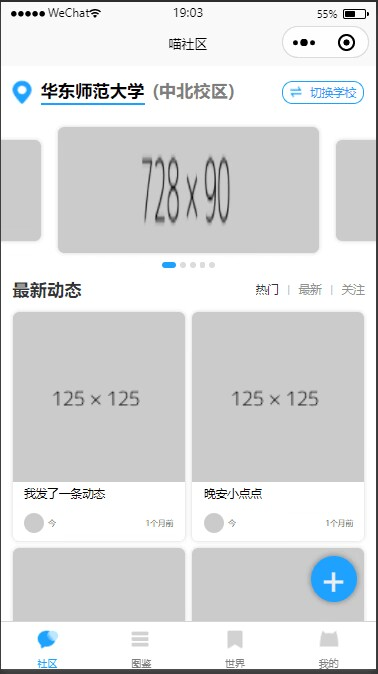 WeChat 19:03 55%
喵社区
华东师范大学 (中北校区) 切换学校
728 x 90
最新动态 热门 | 最新 | 关注
125 × 125 125 × 125
我发了一条动态 晚安小点点
今 1个月前 今 1个月前
社区 图鉴 世界 我的